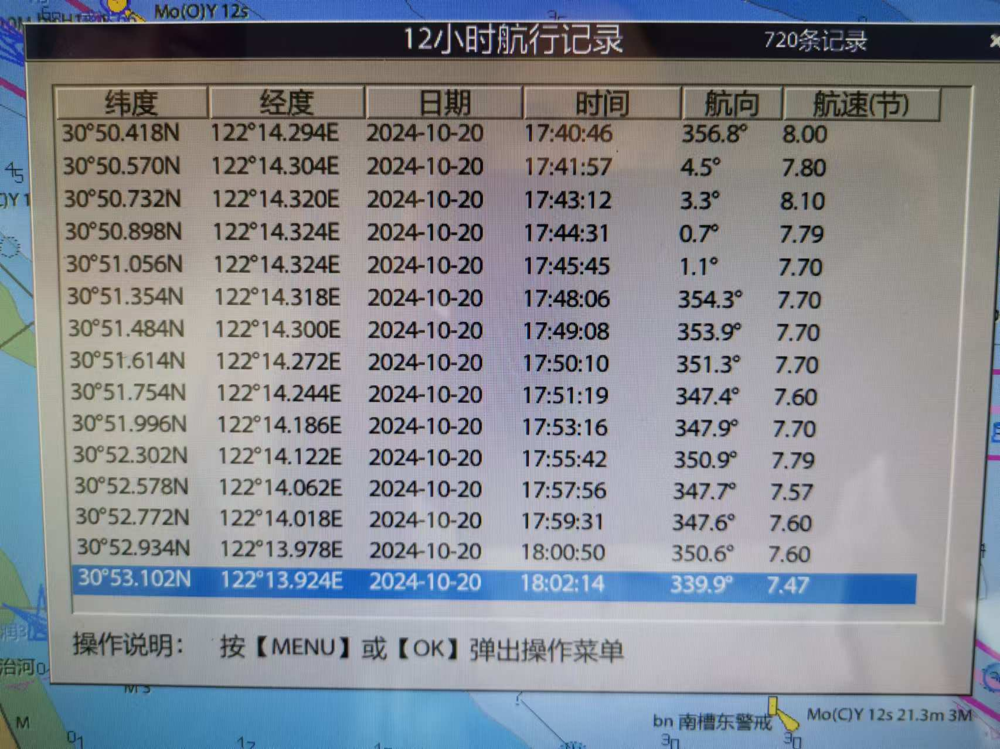 Mo(O)Y 12s
12小时航行记录 720条记录
纬度 经度 日期 时间 航向 航速(节)
30°50.418N 122°14.294E 2024-10-20 17:40:46 356.8° 8.00
30°50.570N 122°14.304E 2024-10-20 17:41:57 4.5° 7.80
30°50.732N 122°14.320E 2024-10-20 17:43:12 3.3° 8.10
30°50.898N 122°14.324E 2024-10-20 17:44:31 0.7° 7.79
30°51.056N 122°14.324E 2024-10-20 17:45:45 1.1° 7.70
30°51.354N 122°14.318E 2024-10-20 17:48:06 354.3° 7.70
30°51.484N 122°14.300E 2024-10-20 17:49:08 353.9° 7.70
30°51.614N 122°14.272E 2024-10-20 17:50:10 351.3° 7.70
30°51.754N 122°14.244E 2024-10-20 17:51:19 347.4° 7.60
30°51.996N 122°14.186E 2024-10-20 17:53:16 347.9° 7.70
30°52.302N 122°14.122E 2024-10-20 17:55:42 350.9° 7.79
30°52.578N 122°14.062E 2024-10-20 17:57:56 347.7° 7.57
30°52.772N 122°14.018E 2024-10-20 17:59:31 347.6° 7.60
30°52.934N 122°13.978E 2024-10-20 18:00:50 350.6° 7.60
30°53.102N 122°13.924E 2024-10-20 18:02:14 339.9° 7.47
操作说明： 按【MENU】或【OK】弹出操作菜单
bn 南槽东警戒 Mo(C)Y 12s 21.3m 3M
M